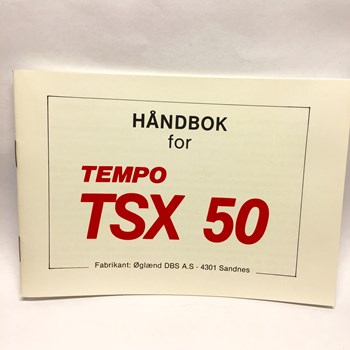 HÅNDBOK
for
TEMPO
TSX 50
Fabrikant: Øglænd DBS A.S - 4301 Sandnes